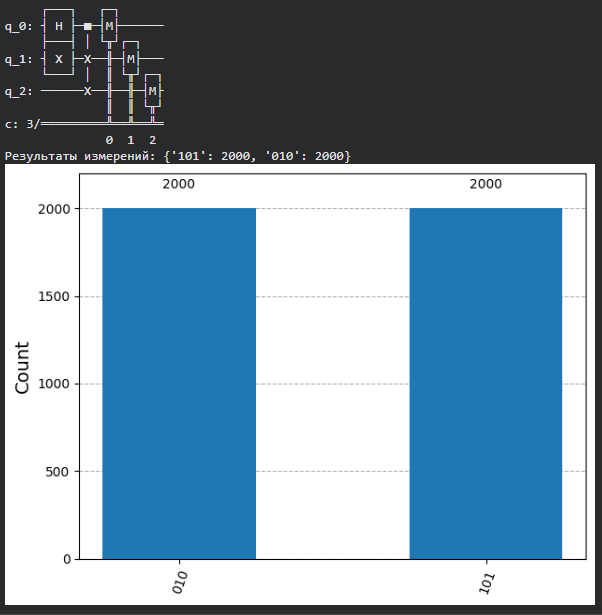 q_0: ┤ H ├─■─┤M├──────
q_1: ┤ X ├─X──╫─┤M├───
q_2: ──────X──╫──╫─┤M├
c: 3/═════════╩══╩══╩═
0 1 2
Результаты измерений: {'101': 2000, '010': 2000}
2000 2000
2000
1500
1000
500
0
Count
010 101